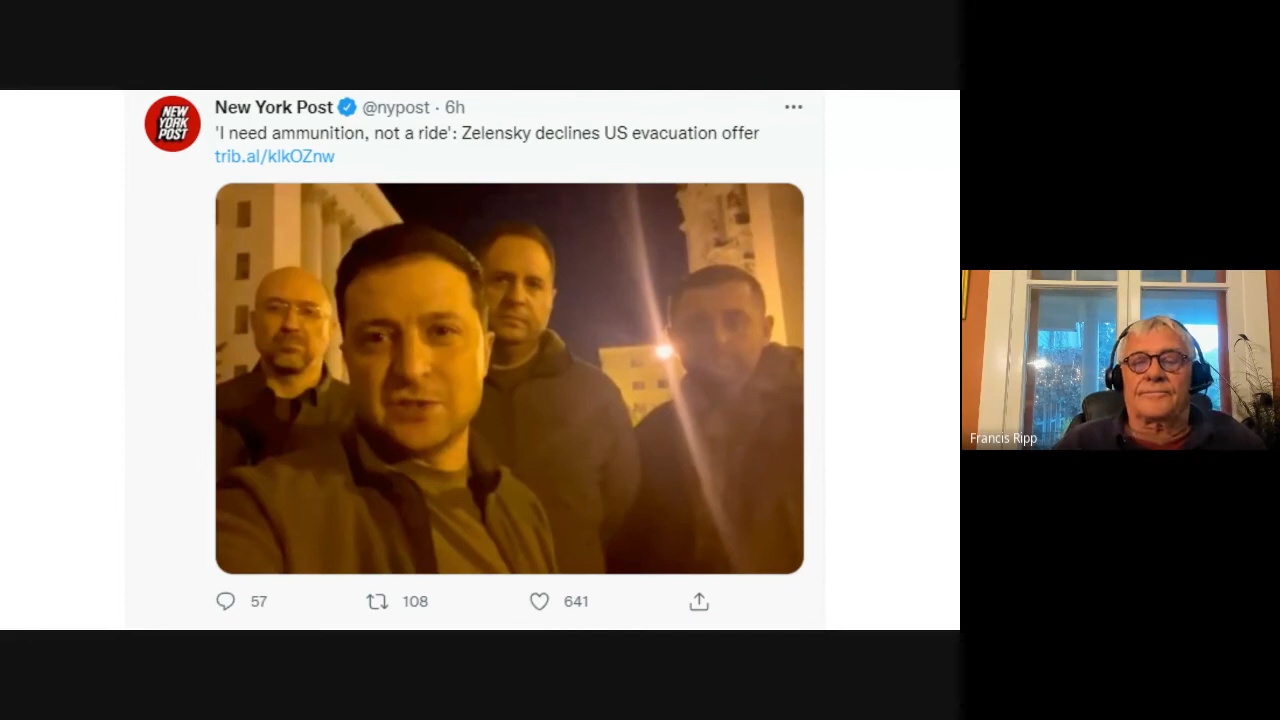 NEW
YORK
POST
New York Post @nypost · 6h
'I need ammunition, not a ride': Zelensky declines US evacuation offer
trib.al/klkOZnw
57 108 641
Francis Ripp